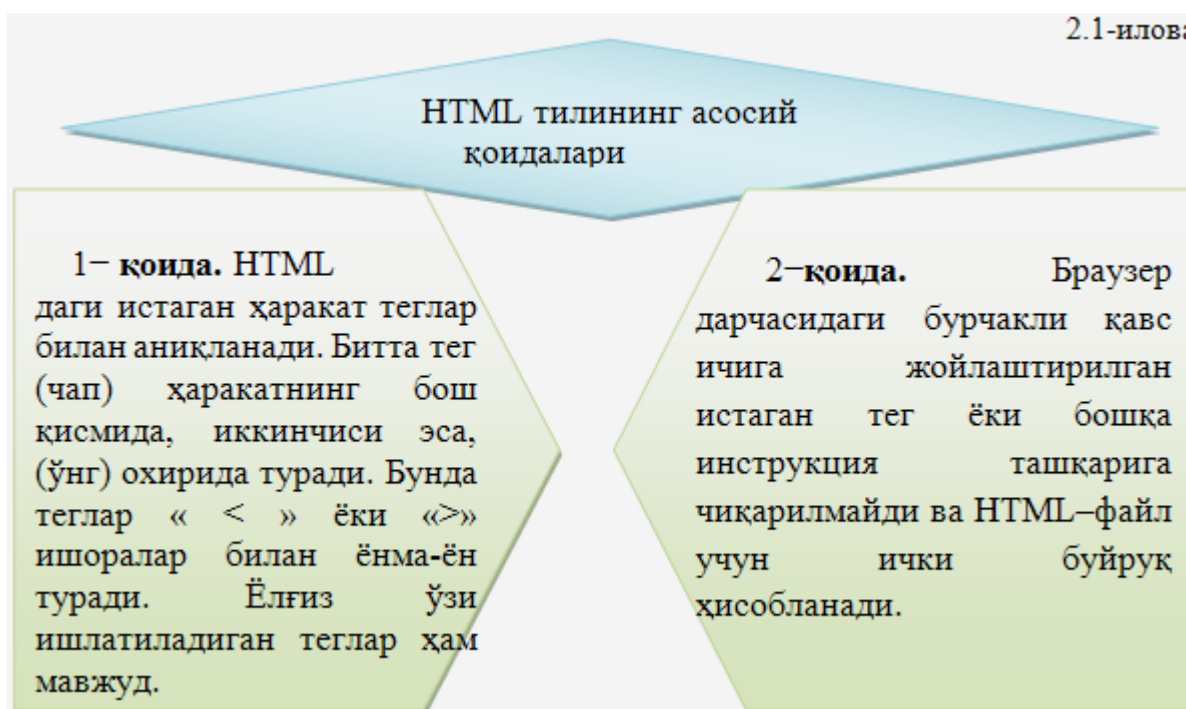 2.1-илова
HTML тилининг асосий
қоидалари
1− қоида. HTML
даги истаган ҳаракат теглар
билан аниқланади. Битта тег
(чап) ҳаракатнинг бош
қисмида, иккинчиси эса,
(ўнг) охирида туради. Бунда
теглар « < » ёки «>»
ишоралар билан ёнма-ён
туради. Ёлғиз ўзи
ишлатиладиган теглар ҳам
мавжуд.
2−қоида. Браузер
дарчасидаги бурчакли қавс
ичига жойлаштирилган
истаган тег ёки бошқа
инструкция ташқарига
чиқарилмайди ва HTML–файл
учун ички буйруқ
ҳисобланади.